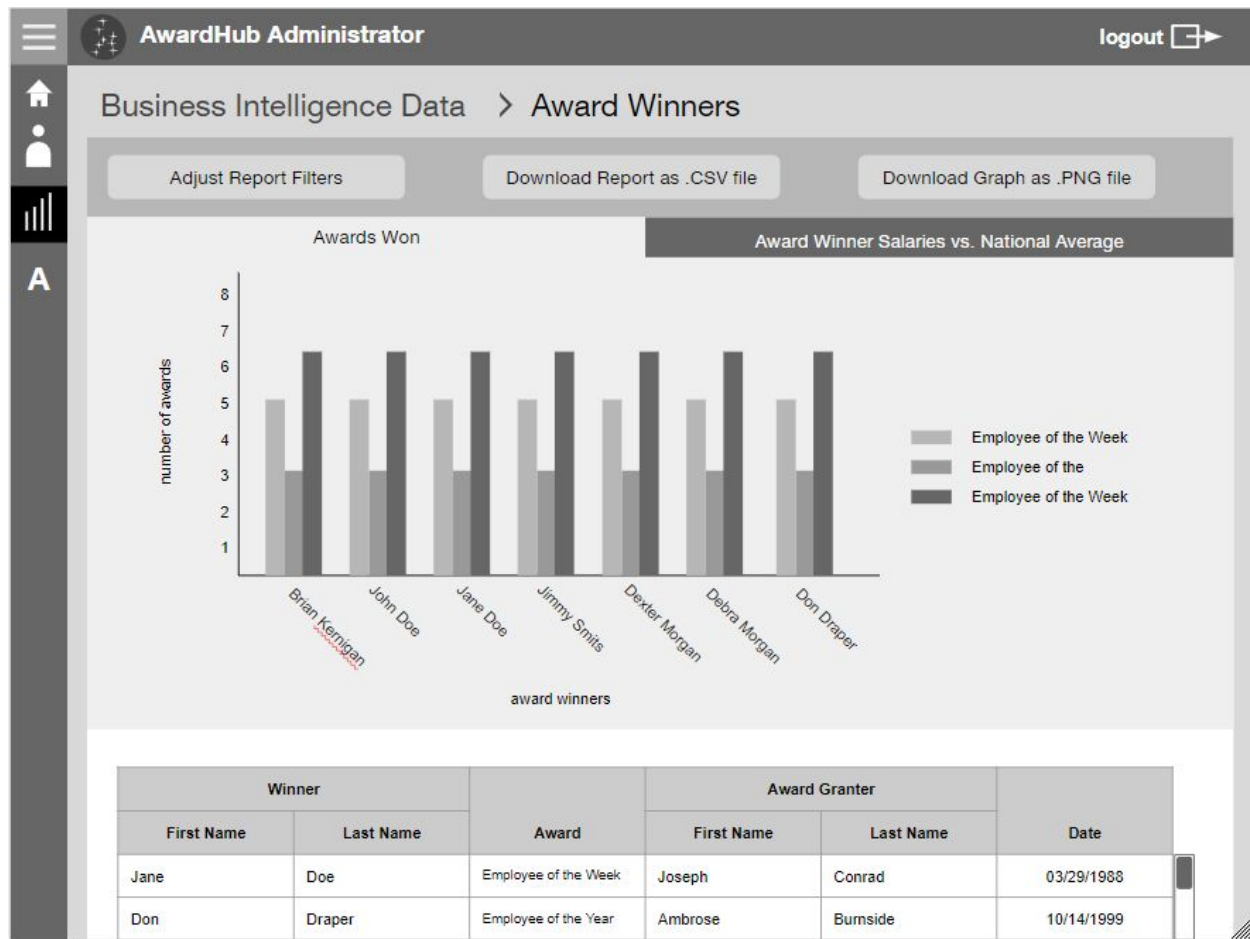 AwardHub Administrator
logout
Business Intelligence Data > Award Winners
Adjust Report Filters
Download Report as .CSV file
Download Graph as .PNG file
A
Awards Won
Award Winner Salaries vs. National Average
number of awards
8
7
6
5
4
3
2
1
Employee of the Week
Employee of the
Employee of the Week
Brian Kernigan
John Doe
Jane Doe
Jimmy Smits
Dexter Morgan
Debra Morgan
Don Draper
award winners
Winner Award Granter
First Name Last Name Award First Name Last Name Date
Jane Doe Employee of the Week Joseph Conrad 03/29/1988
Don Draper Employee of the Year Ambrose Burnside 10/14/1999